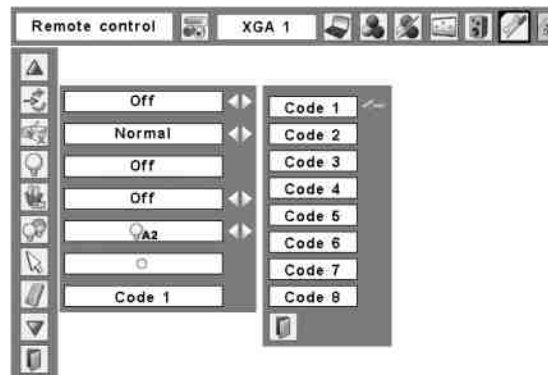 Remote control XGA 1
Off Code 1
Normal Code 2
Off Code 3
Off Code 4
A2 Code 5
Code 6
Code 7
Code 1 Code 8